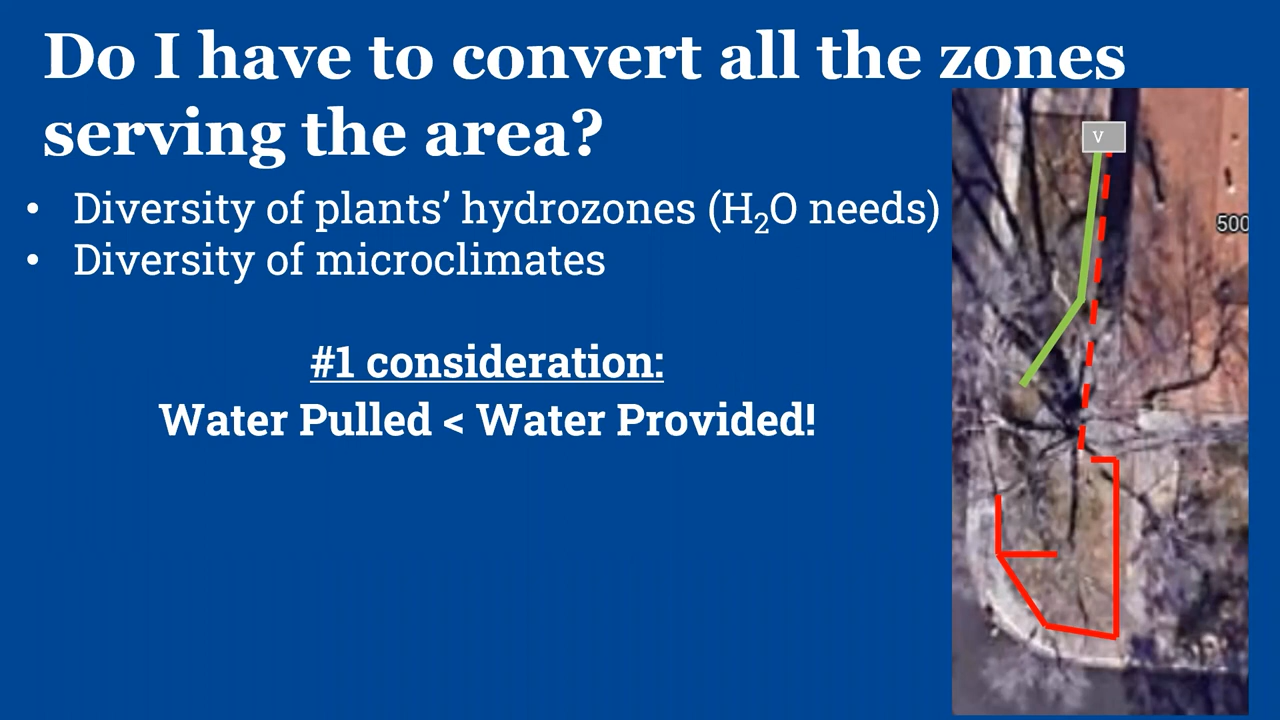 Do I have to convert all the zones
serving the area?
• Diversity of plants’ hydrozones (H₂O needs)
• Diversity of microclimates
#1 consideration:
Water Pulled < Water Provided!
V
500